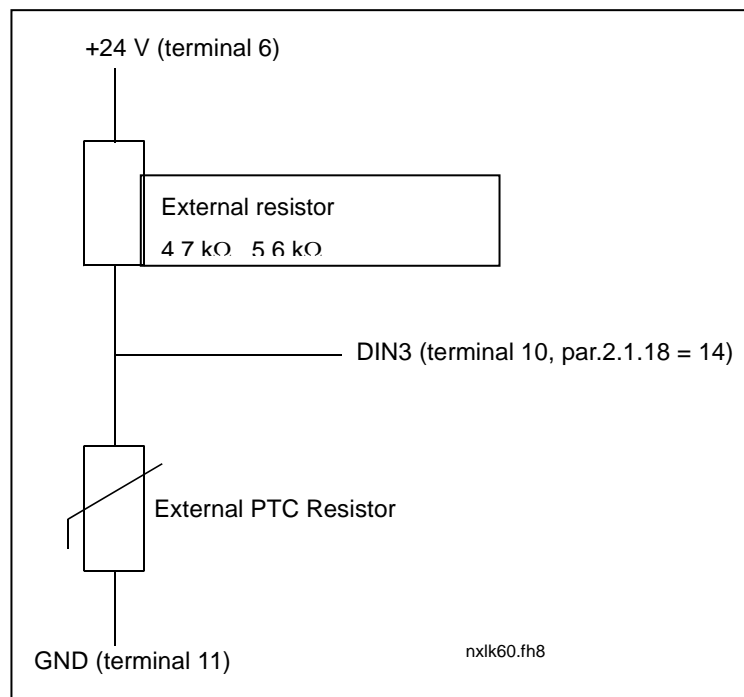 +24 V (terminal 6)
External resistor
4 7 kΩ 5 6 kΩ
DIN3 (terminal 10, par.2.1.18 = 14)
External PTC Resistor
GND (terminal 11)
nxlk60.fh8